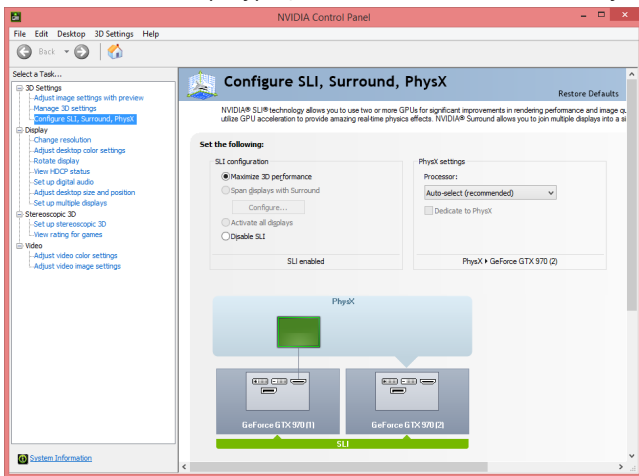 NVIDIA Control Panel
File Edit Desktop 3D Settings Help
Back
Select a Task...
3D Settings
Adjust image settings with preview
Manage 3D settings
Configure SLI, Surround, PhysX
Display
Change resolution
Adjust desktop color settings
Rotate display
View HDCP status
Set up digital audio
Adjust desktop size and position
Set up multiple displays
Stereoscopic 3D
Set up stereoscopic 3D
View rating for games
Video
Adjust video color settings
Adjust video image settings
System Information
Configure SLI, Surround, PhysX
Restore Defaults
NVIDIA® SLI® technology allows you to use two or more GPUs for significant improvements in rendering performance and image qu
utilize GPU acceleration to provide amazing real-time physics effects. NVIDIA® Surround allows you to join multiple displays into a si
Set the following:
SLI configuration
Maximize 3D performance
Span displays with Surround
Configure...
Activate all displays
Disable SLI
SLI enabled
PhysX settings
Processor:
Auto-select (recommended)
Dedicate to PhysX
PhysX ▸ GeForce GTX 970 (2)
PhysX
GeForce GTX 970 (1)
GeForce GTX 970 (2)
SLI